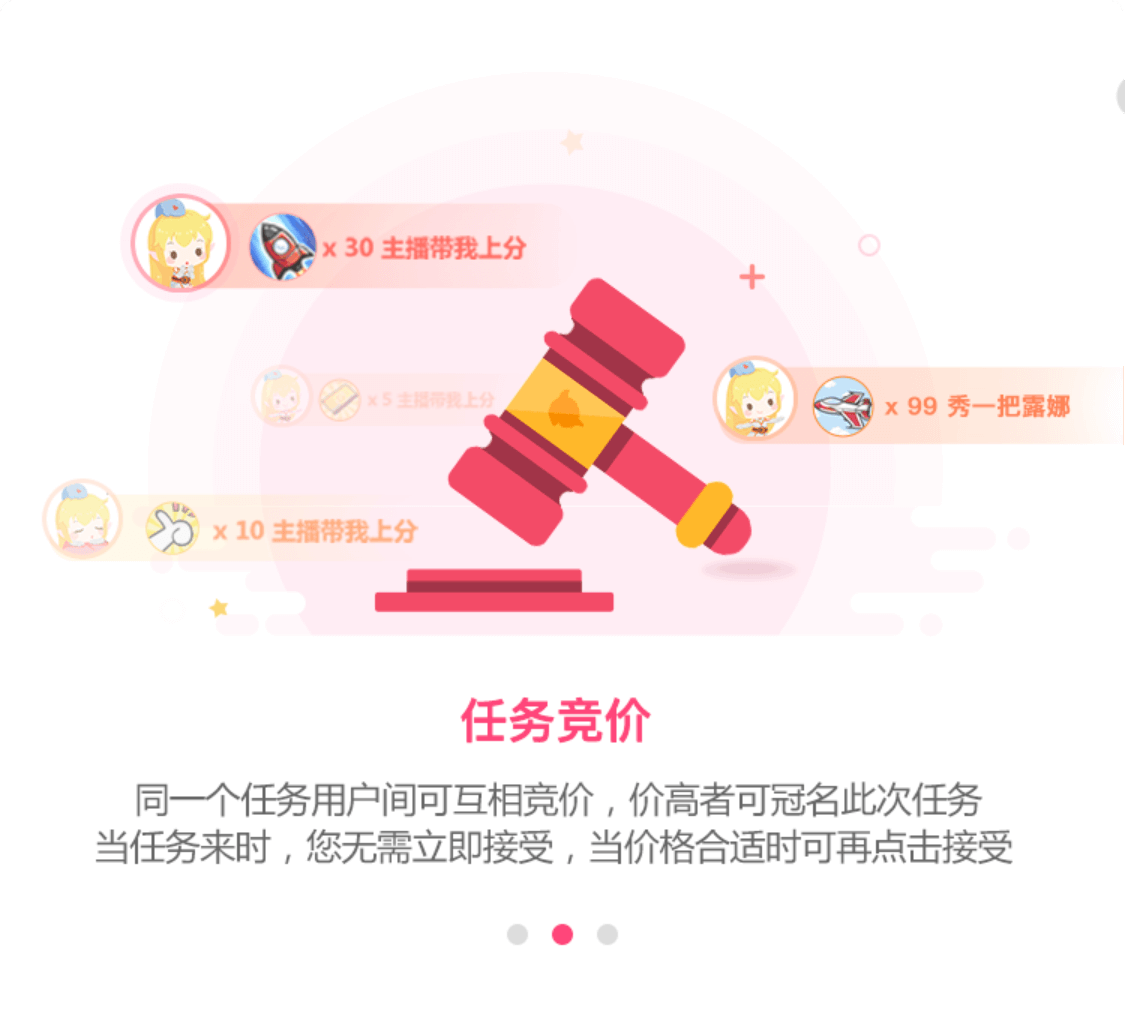 x 30 主播带我上分
x 99 秀一把露娜
x 5 主播带我上分
x 10 主播带我上分
任务竞价
同一个任务用户间可互相竞价，价高者可冠名此次任务
当任务来时，您无需立即接受，当价格合适时可再点击接受